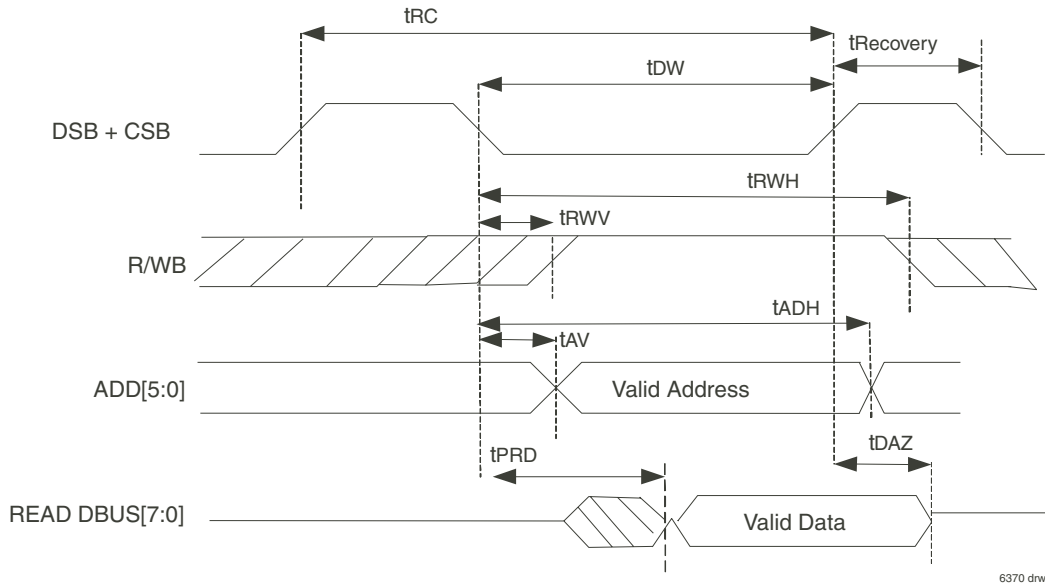 tRC
tRecovery
tDW
DSB + CSB
tRWH
tRWV
R/WB
tADH
tAV
ADD[5:0]
Valid Address
tPRD
tDAZ
READ DBUS[7:0]
Valid Data
6370 drw